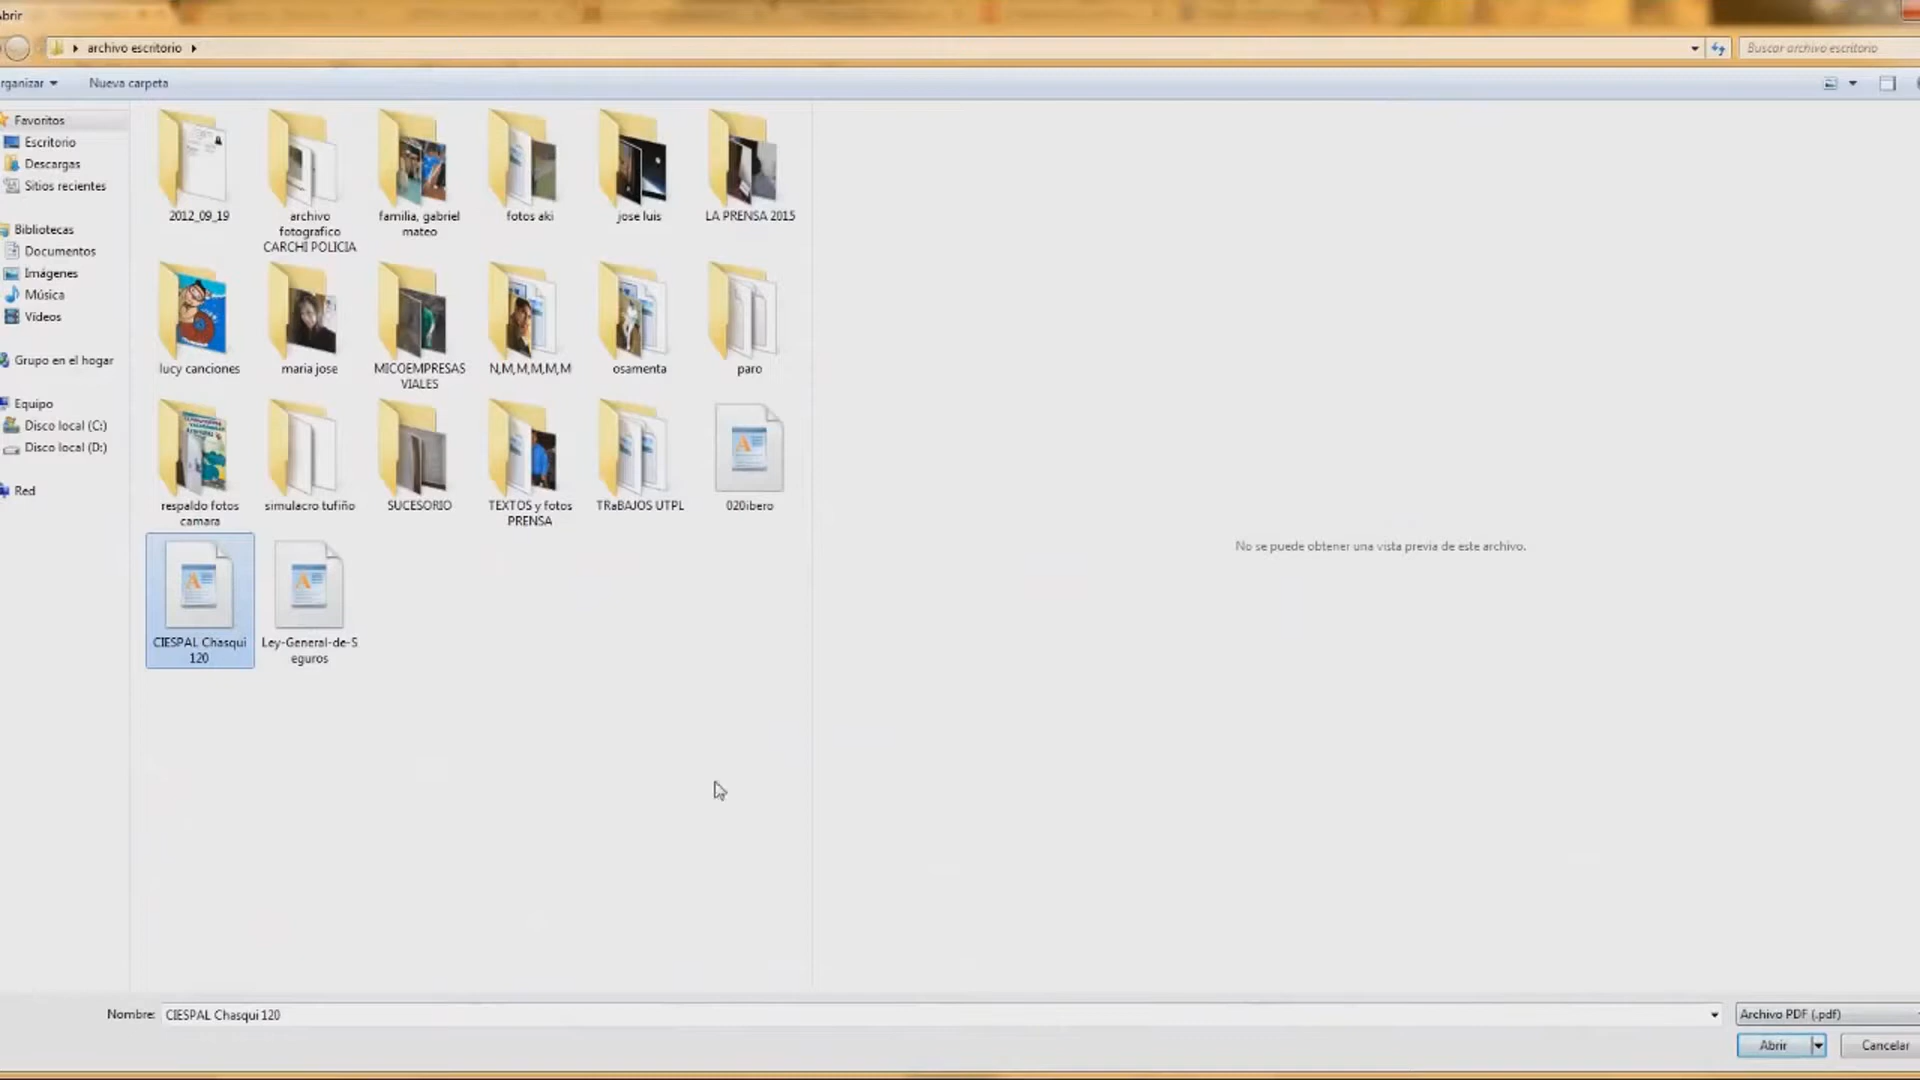 Abrir
archivo escritorio
Buscar archivo escritorio
rganizar
Nueva carpeta
Favoritos
Escritorio
Descargas
Sitios recientes
Bibliotecas
Documentos
Imágenes
Música
Vídeos
Grupo en el hogar
Equipo
Disco local (C:)
Disco local (D:)
Red
2012_09_19
archivo
fotografico
CARCHI POLICIA
familia, gabriel
mateo
fotos aki
jose luis
LA PRENSA 2015
lucy canciones
maria jose
MICOEMPRESAS
VIALES
N,M,M,M,M,M
osamenta
paro
respaldo fotos
camara
simulacro tufiño
SUCESORIO
TEXTOS y fotos
PRENSA
TRaBAJOS UTPL
020ibero
CIESPAL Chasqui
120
Ley-General-de-S
eguros
No se puede obtener una vista previa de este archivo.
Nombre: CIESPAL Chasqui 120
Archivo PDF (.pdf)
Abrir
Cancelar